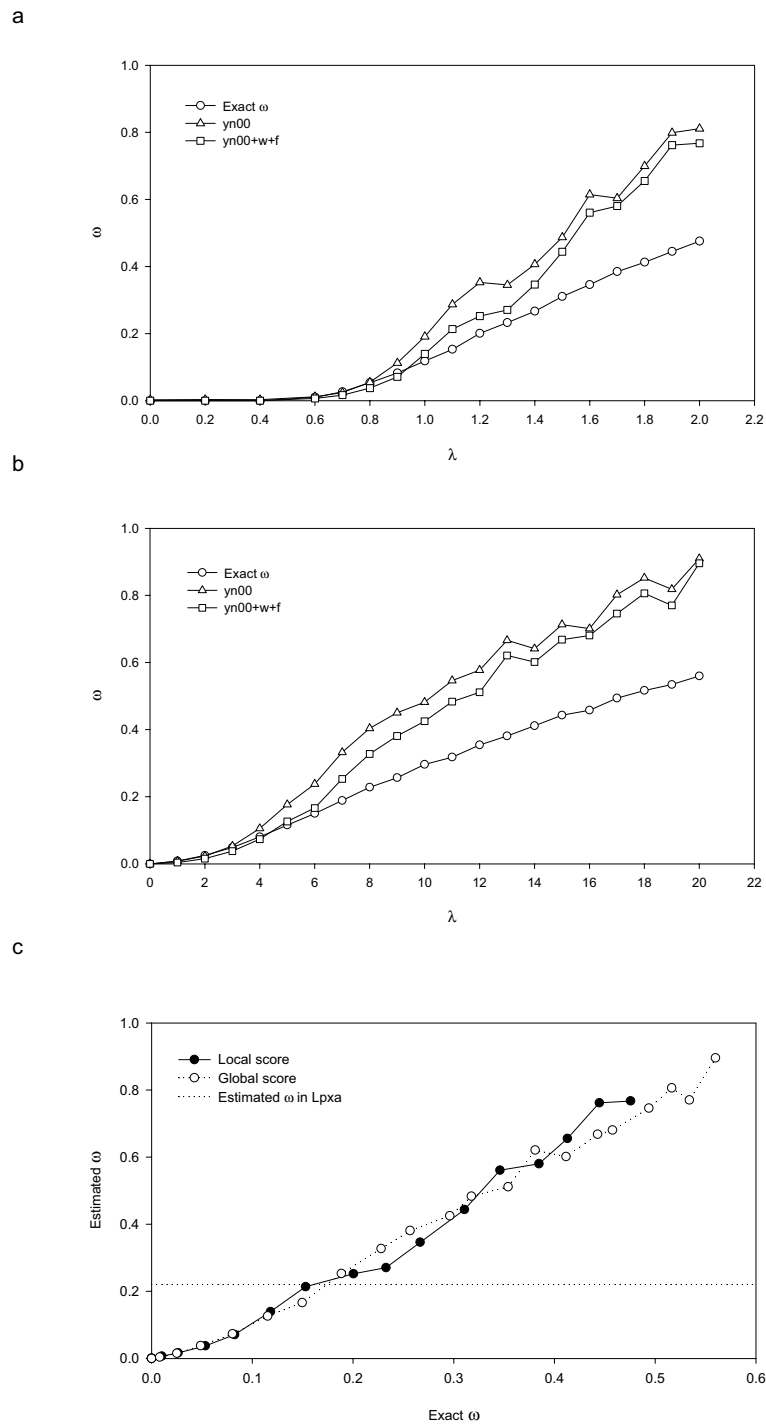 a
1.0
0.8
0.6
0.4
0.2
0.0
ω
Exact ω
yn00
yn00+w+f
0.0 0.2 0.4 0.6 0.8 1.0 1.2 1.4 1.6 1.8 2.0 2.2
λ
b
1.0
0.8
0.6
0.4
0.2
0.0
ω
Exact ω
yn00
yn00+w+f
0 2 4 6 8 10 12 14 16 18 20 22
λ
c
1.0
0.8
0.6
0.4
0.2
0.0
Estimated ω
Local score
Global score
Estimated ω in Lpxa
0.0 0.1 0.2 0.3 0.4 0.5 0.6
Exact ω